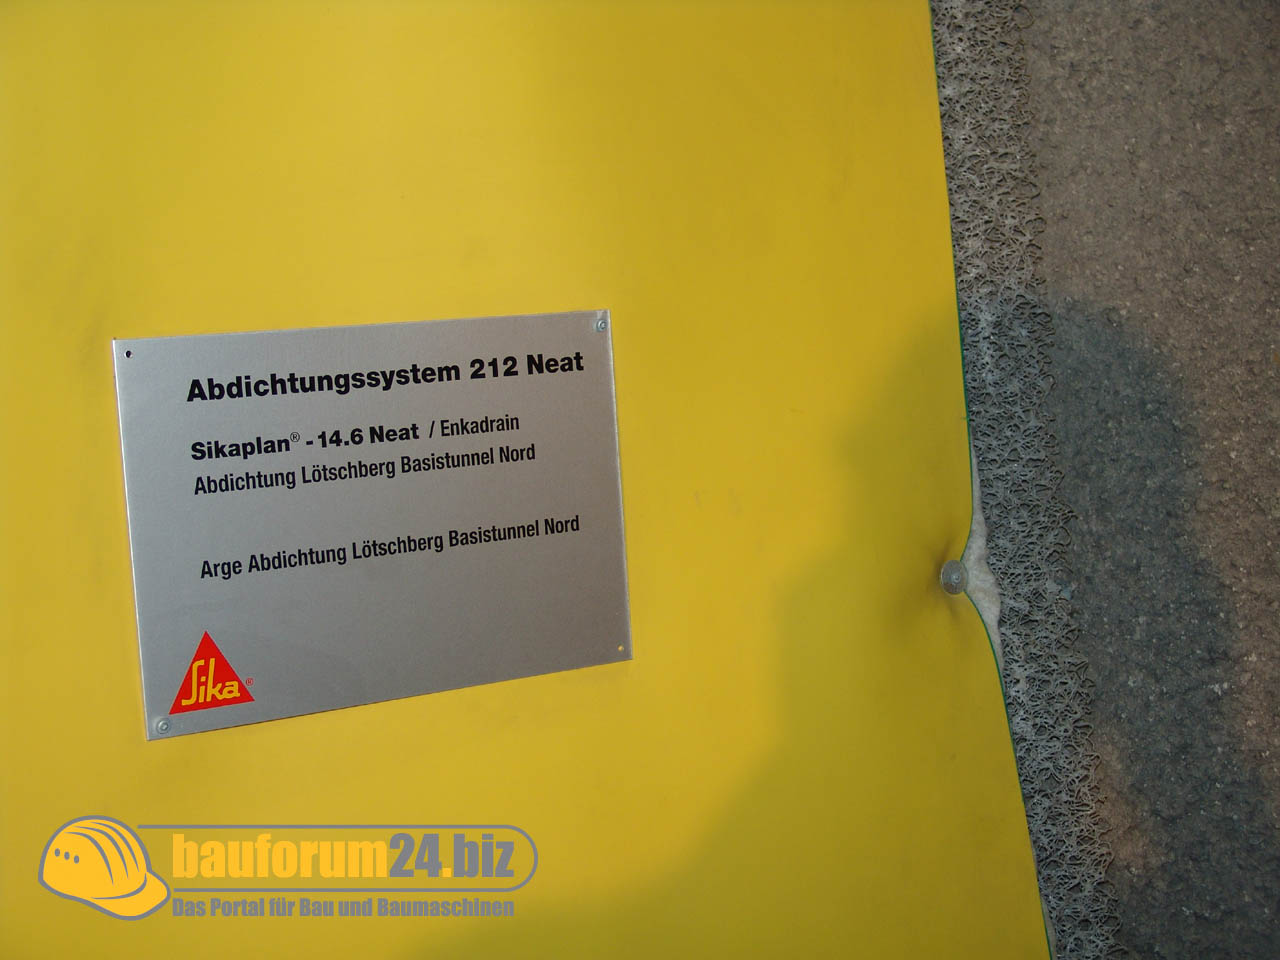 Abdichtungssystem 212 Neat
Sikaplan® - 14.6 Neat / Enkadrain
Abdichtung Lötschberg Basistunnel Nord
Arge Abdichtung Lötschberg Basistunnel Nord
Sika®
bauforum24.biz
Das Portal für Bau und Baumaschinen